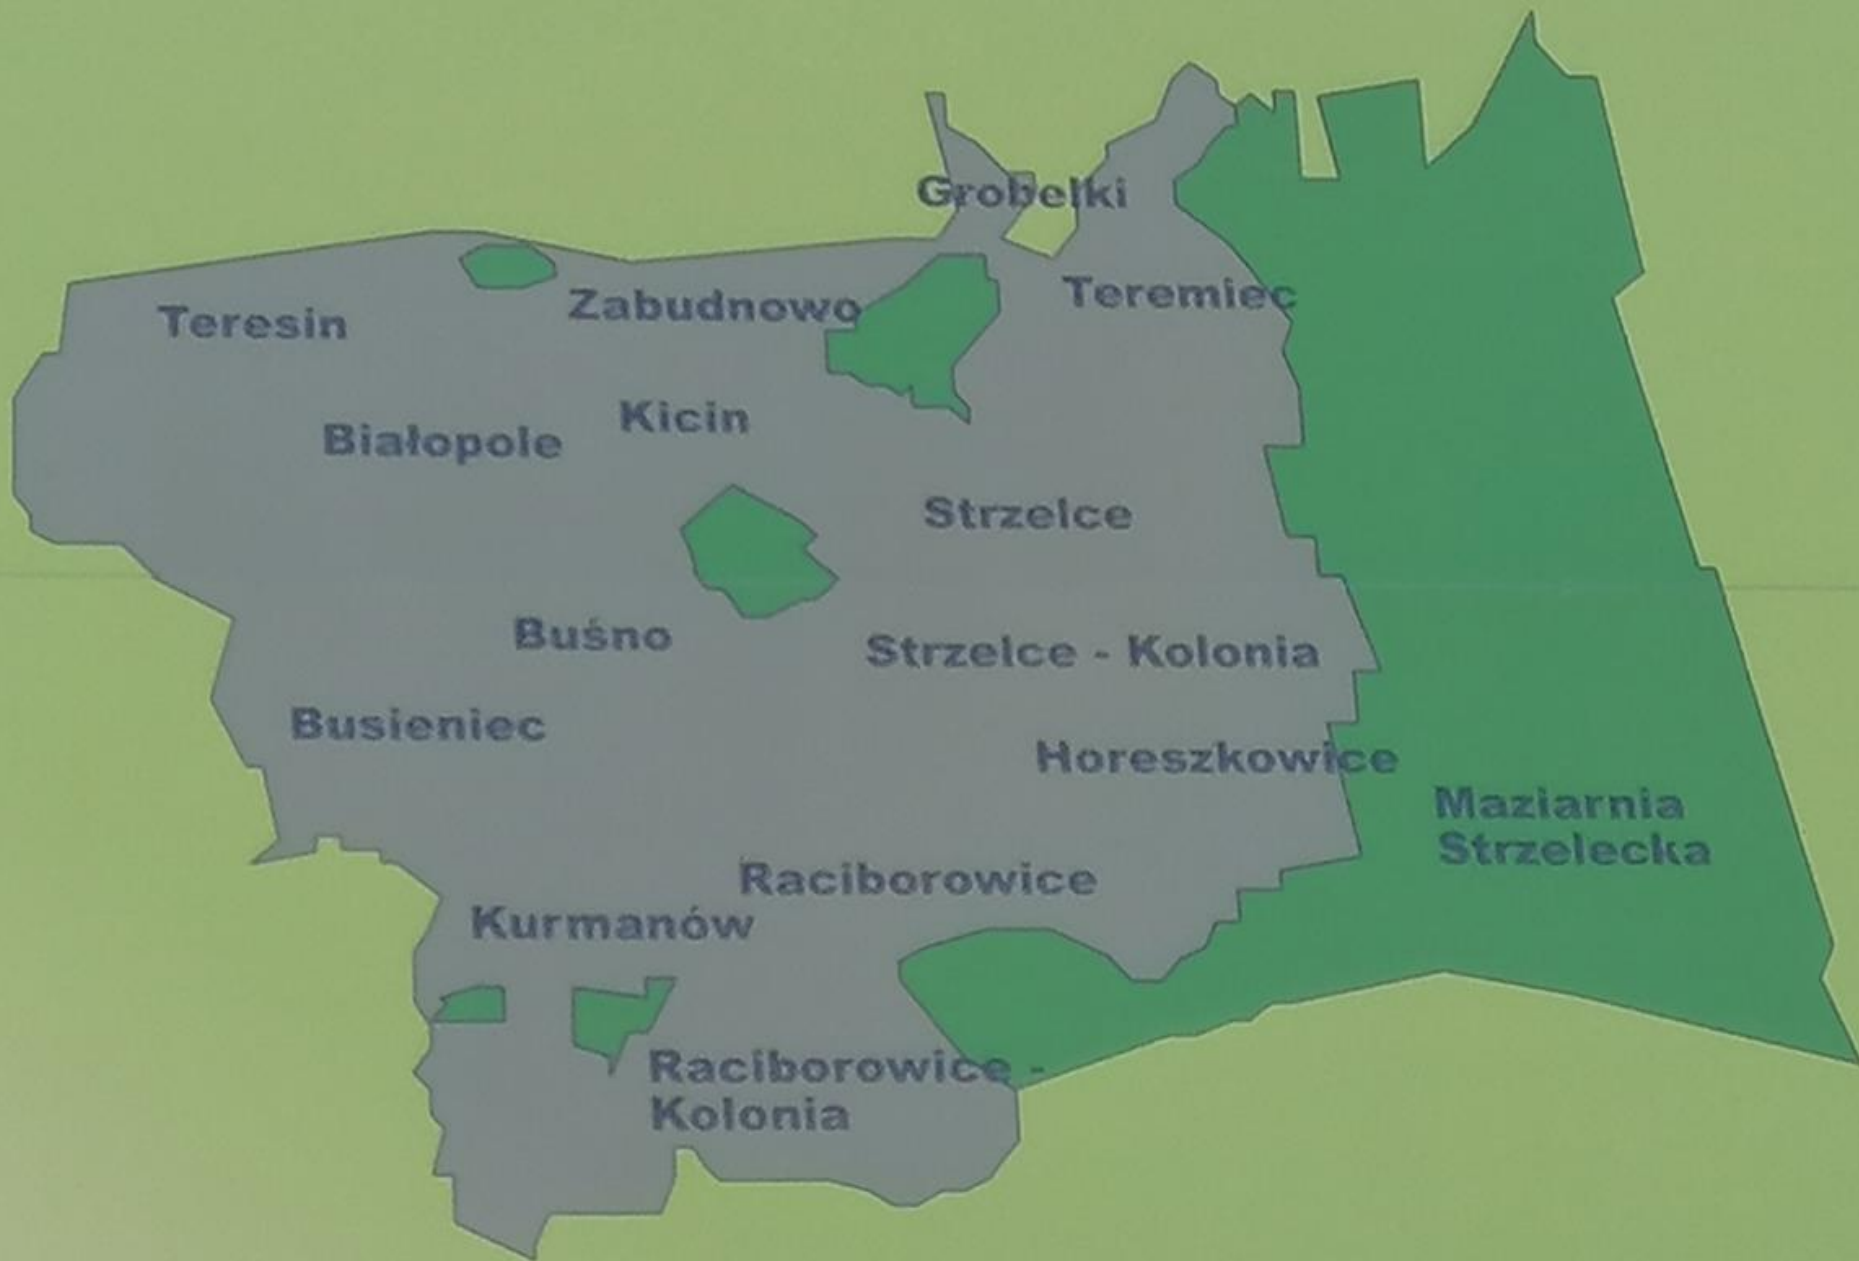 Grobelki
Teremiec
Zabudnowo
Teresin
Kicin
Białopole
Strzelce
Buśno
Strzelce - Kolonia
Busieniec
Horeszkowice
Maziarnia
Strzelecka
Raciborowice
Kurmanów
Raciborowice -
Kolonia